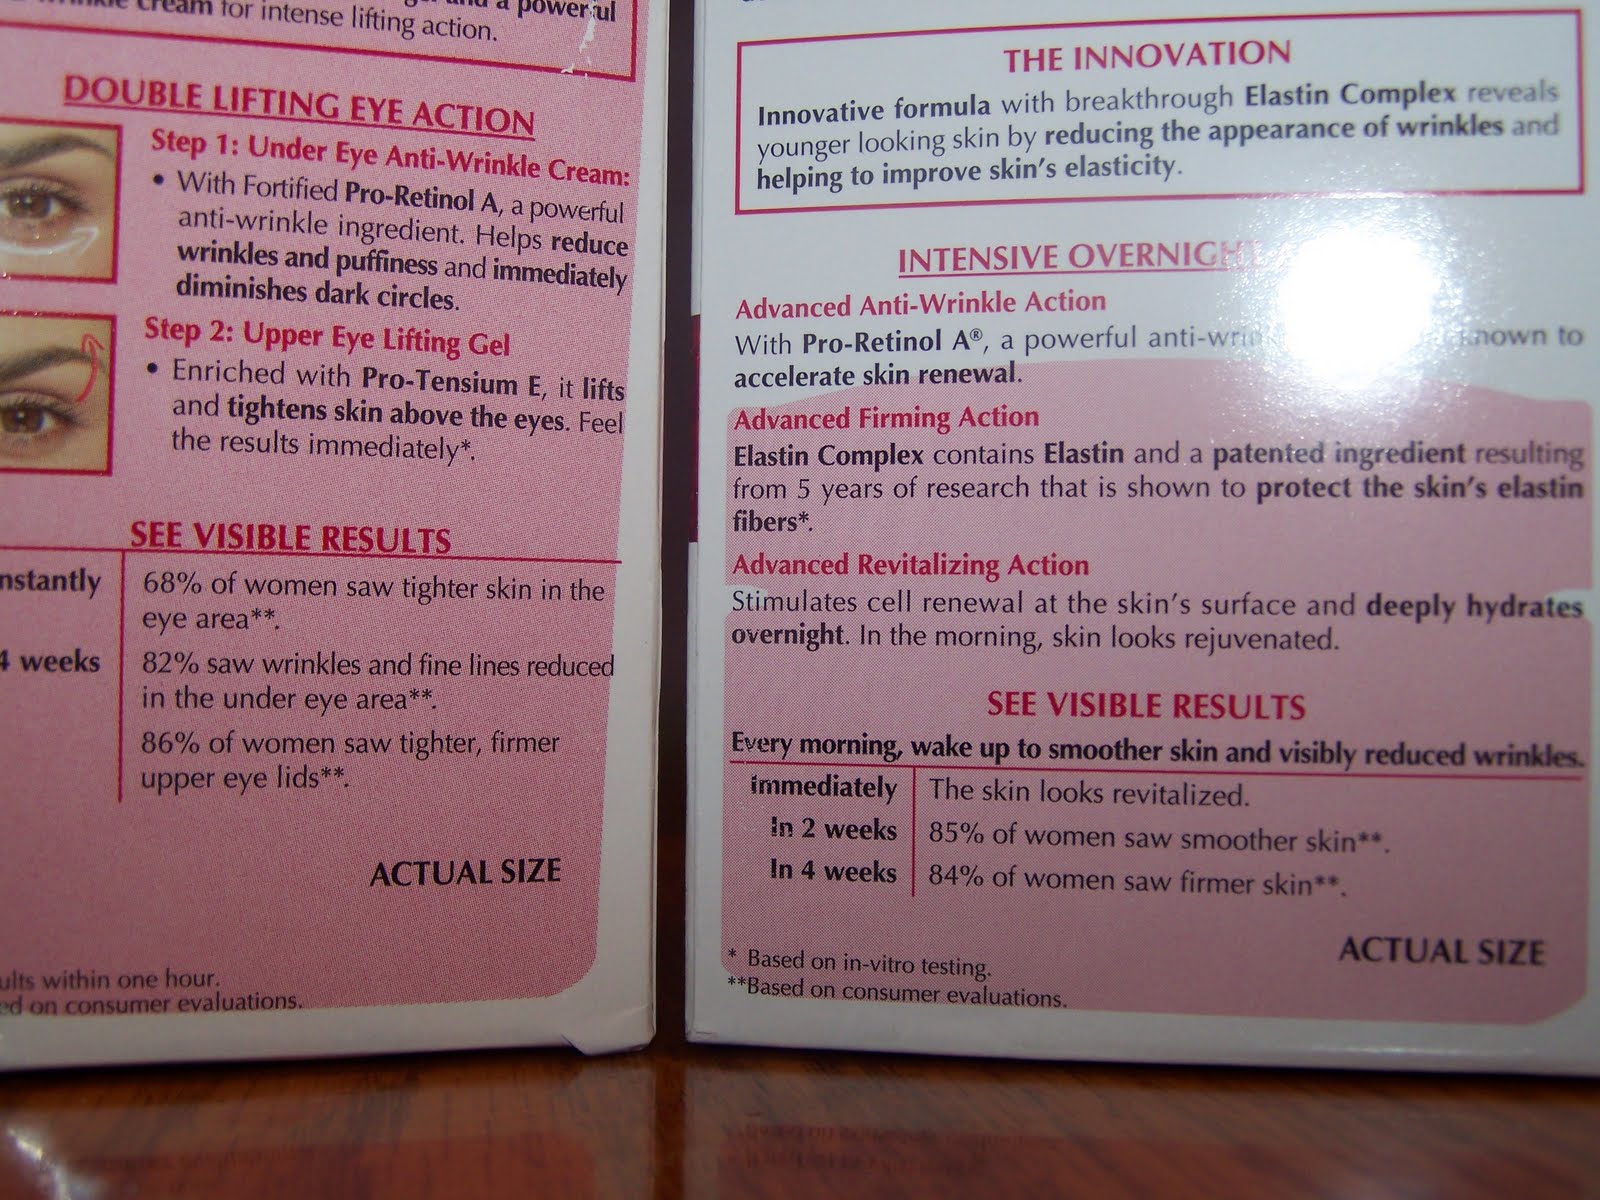 and a powerful
cream for intense lifting action.
DOUBLE LIFTING EYE ACTION
Step 1: Under Eye Anti-Wrinkle Cream:
• With Fortified Pro-Retinol A, a powerful
anti-wrinkle ingredient. Helps reduce
wrinkles and puffiness and immediately
diminishes dark circles.
Step 2: Upper Eye Lifting Gel
• Enriched with Pro-Tensium E, it lifts
and tightens skin above the eyes. Feel
the results immediately*.
SEE VISIBLE RESULTS
nstantly 68% of women saw tighter skin in the
eye area**.
4 weeks 82% saw wrinkles and fine lines reduced
in the under eye area**.
86% of women saw tighter, firmer
upper eye lids**.
ACTUAL SIZE
ults within one hour.
ed on consumer evaluations.
THE INNOVATION
Innovative formula with breakthrough Elastin Complex reveals
younger looking skin by reducing the appearance of wrinkles and
helping to improve skin's elasticity.
INTENSIVE OVERNIGH
Advanced Anti-Wrinkle Action
With Pro-Retinol A®, a powerful anti-wrin known to
accelerate skin renewal.
Advanced Firming Action
Elastin Complex contains Elastin and a patented ingredient resulting
from 5 years of research that is shown to protect the skin's elastin
fibers*.
Advanced Revitalizing Action
Stimulates cell renewal at the skin's surface and deeply hydrates
overnight. In the morning, skin looks rejuvenated.
SEE VISIBLE RESULTS
Every morning, wake up to smoother skin and visibly reduced wrinkles.
Immediately The skin looks revitalized.
In 2 weeks 85% of women saw smoother skin**.
In 4 weeks 84% of women saw firmer skin**.
ACTUAL SIZE
* Based on in-vitro testing.
**Based on consumer evaluations.